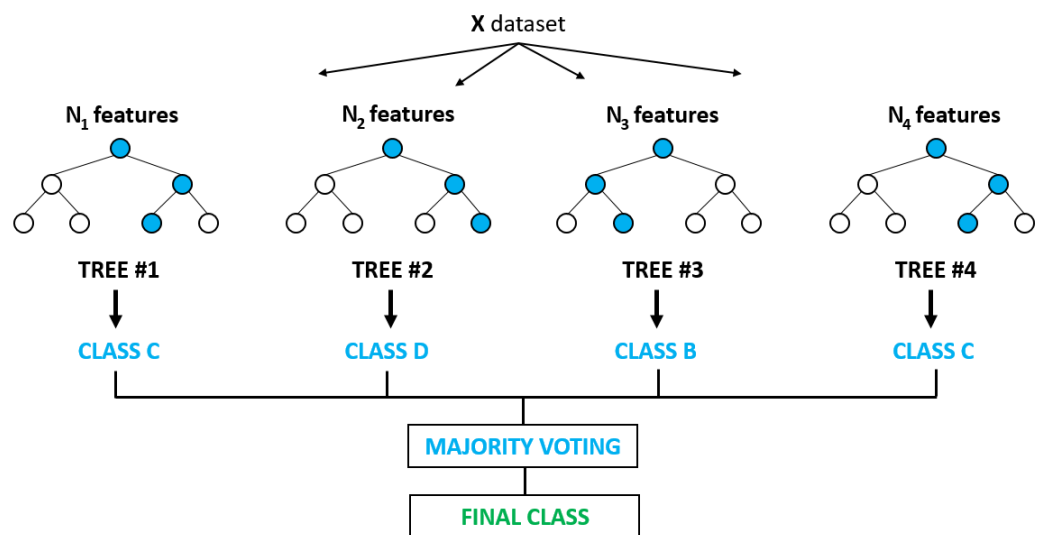 X dataset
N1 features
N2 features
N3 features
N4 features
TREE #1
TREE #2
TREE #3
TREE #4
CLASS C
CLASS D
CLASS B
CLASS C
MAJORITY VOTING
FINAL CLASS